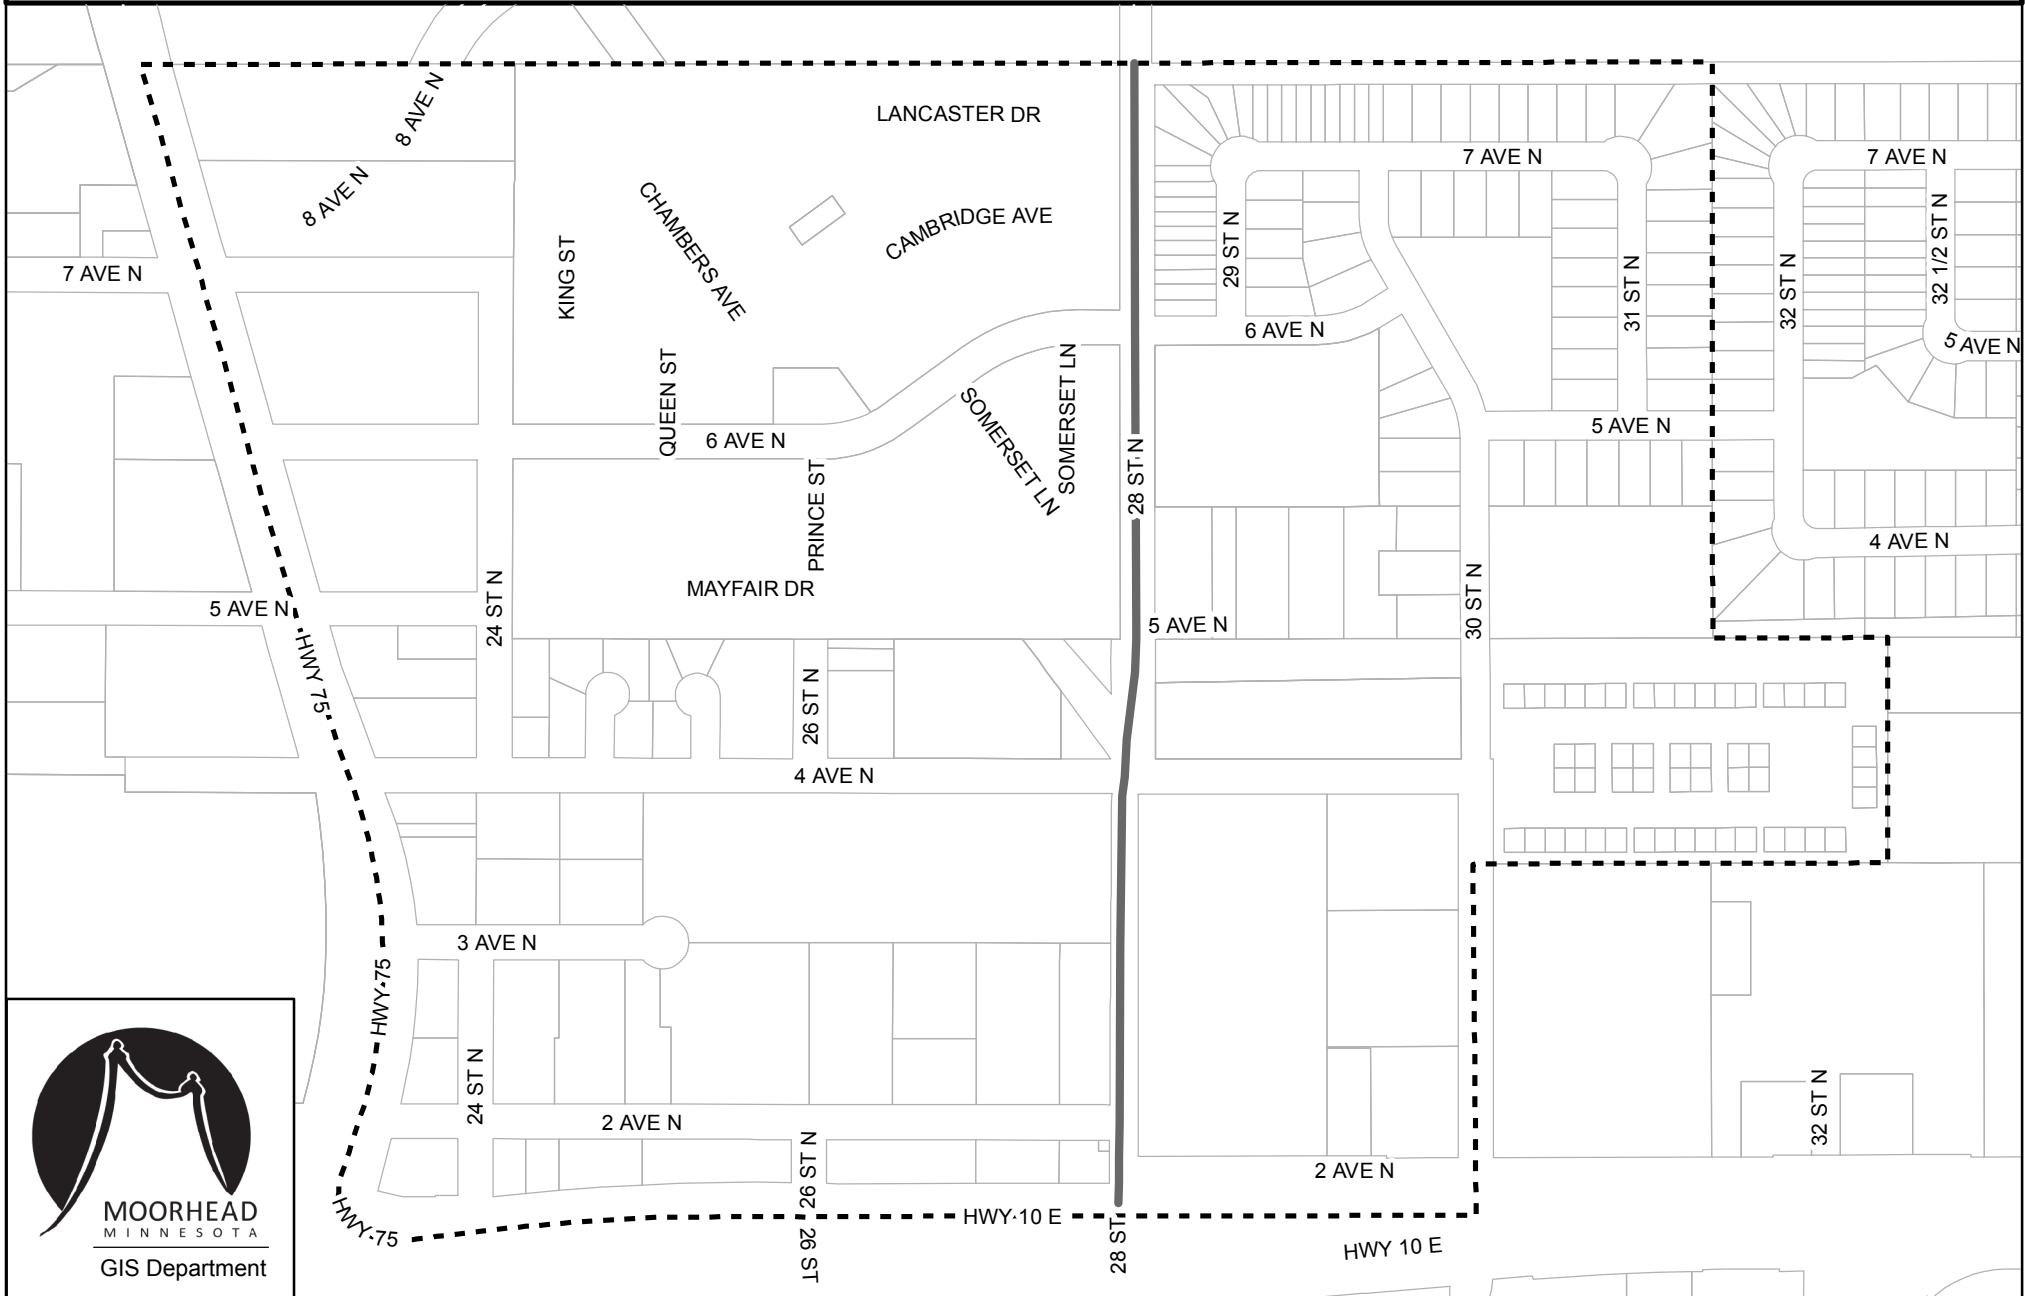 LANCASTER DR
8 AVE N
8 AVE N
7 AVE N
7 AVE N
CHAMBERS AVE
CAMBRIDGE AVE
29 ST N
32 1/2 ST N
KING ST
31 ST N
32 ST N
7 AVE N
6 AVE N
5 AVE N
QUEEN ST
SOMERSET LN
SOMERSET LN
6 AVE N
5 AVE N
28 ST N
PRINCE ST
4 AVE N
MAYFAIR DR
24 ST N
30 ST N
5 AVE N
5 AVE N
HWY 75
26 ST N
4 AVE N
3 AVE N
HWY 75
24 ST N
2 AVE N
32 ST N
26 ST N
2 AVE N
HWY 75
HWY 10 E
26 ST
28 ST
HWY 10 E
MOORHEAD
MINNESOTA
GIS Department